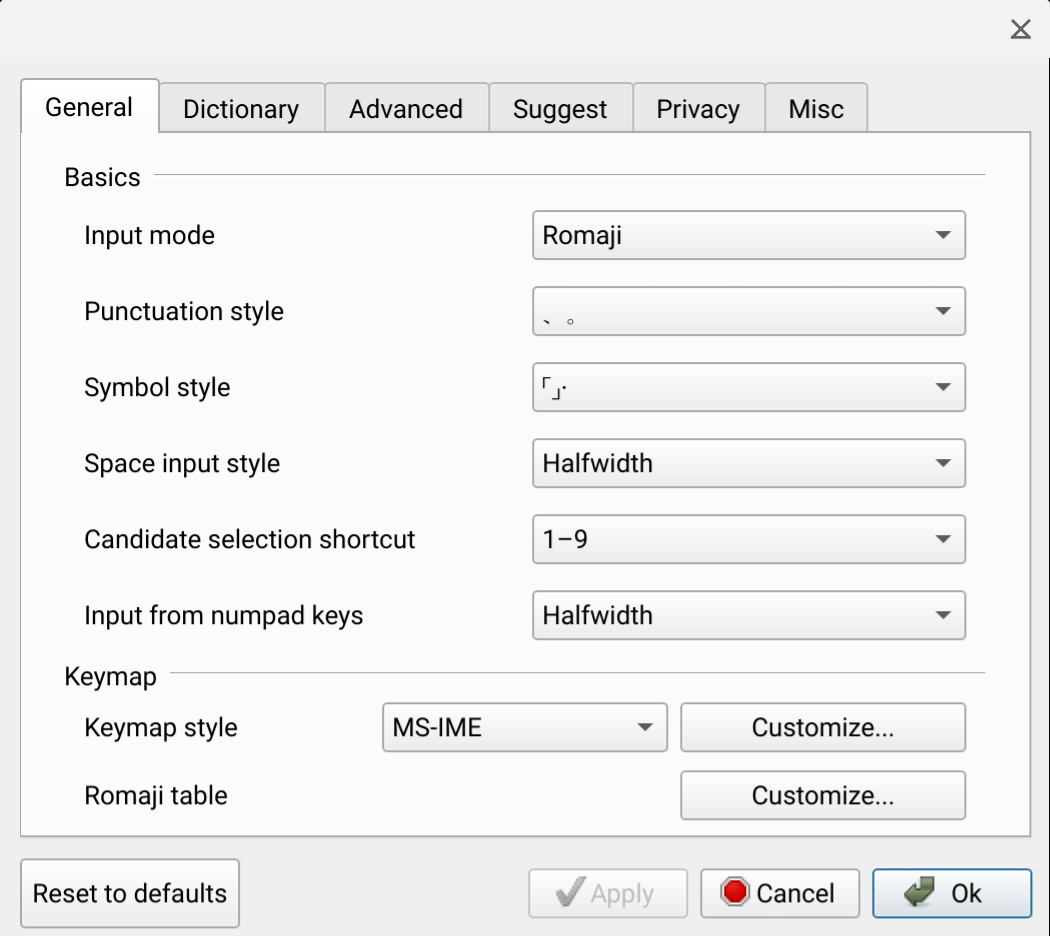 General Dictionary Advanced Suggest Privacy Misc
Basics
Input mode Romaji
Punctuation style 、。
Symbol style 「」･
Space input style Halfwidth
Candidate selection shortcut 1–9
Input from numpad keys Halfwidth
Keymap
Keymap style MS-IME Customize...
Romaji table Customize...
Reset to defaults Apply Cancel Ok